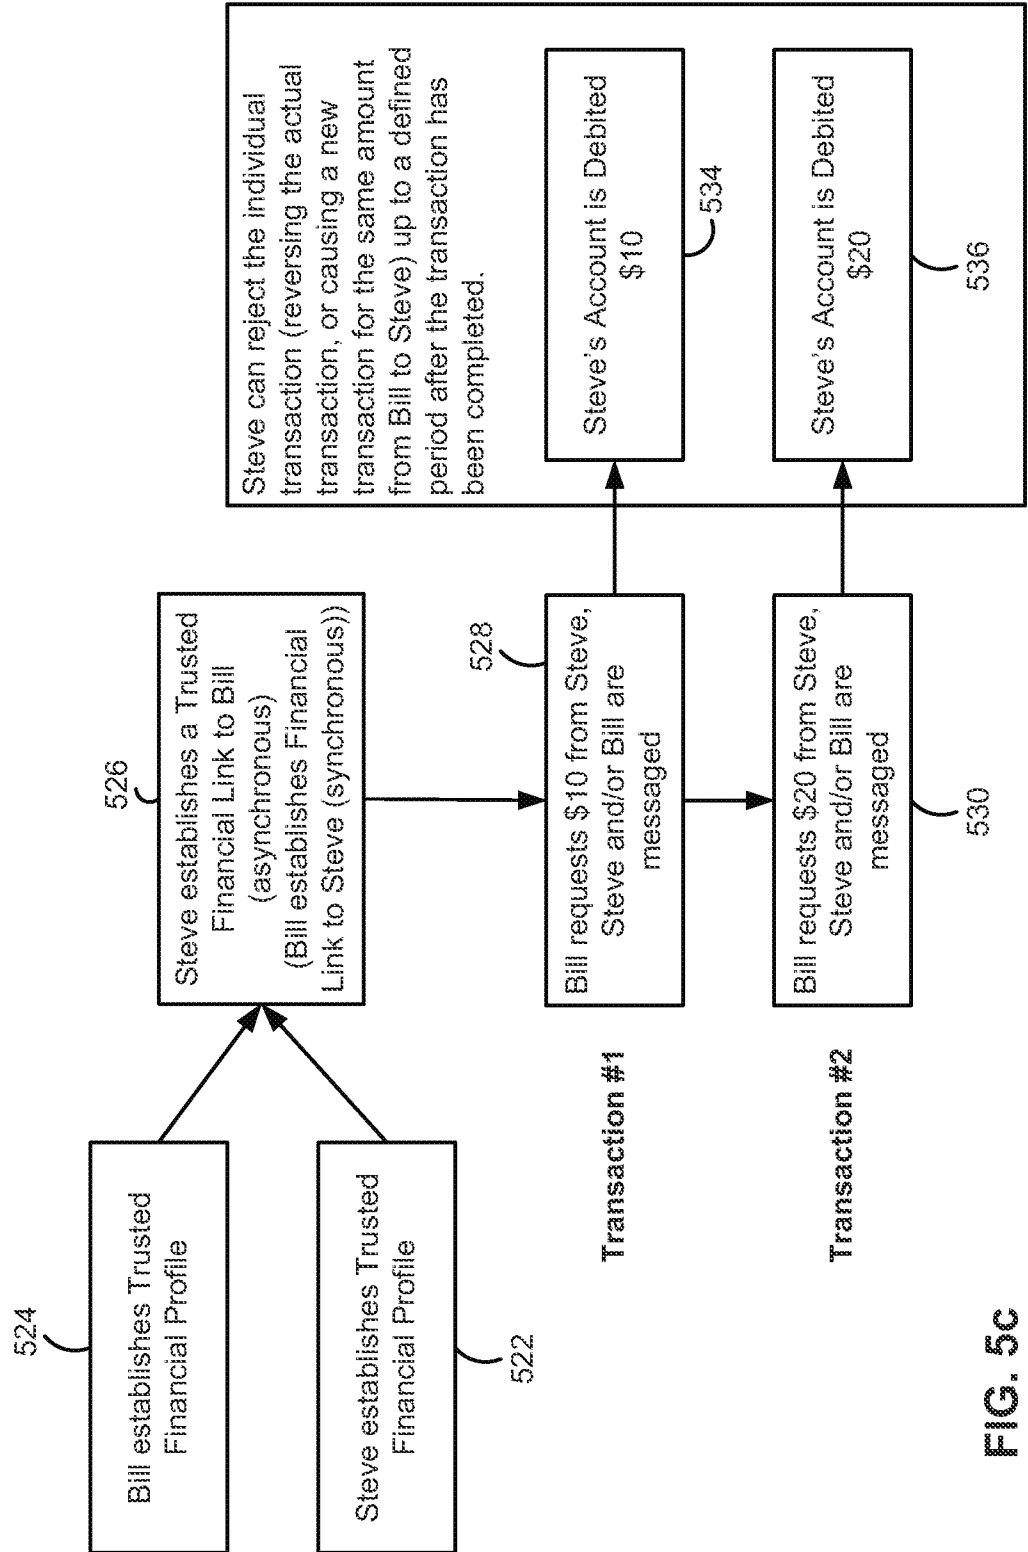 524
Bill establishes Trusted
Financial Profile
Steve establishes Trusted
Financial Profile
522
526
Steve establishes a Trusted
Financial Link to Bill
(asynchronous)
(Bill establishes Financial
Link to Steve (synchronous))
Steve can reject the individual
transaction (reversing the actual
transaction, or causing a new
transaction for the same amount
from Bill to Steve) up to a defined
period after the transaction has
been completed.
Transaction #1
528
Bill requests $10 from Steve,
Steve and/or Bill are
messaged
Steve's Account is Debited
$10
534
Transaction #2
Bill requests $20 from Steve,
Steve and/or Bill are
messaged
530
Steve's Account is Debited
$20
536
FIG. 5c